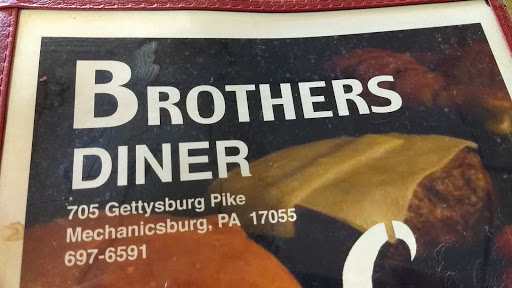 BROTHERS
DINER
705 Gettysburg Pike
Mechanicsburg, PA 17055
697-6591